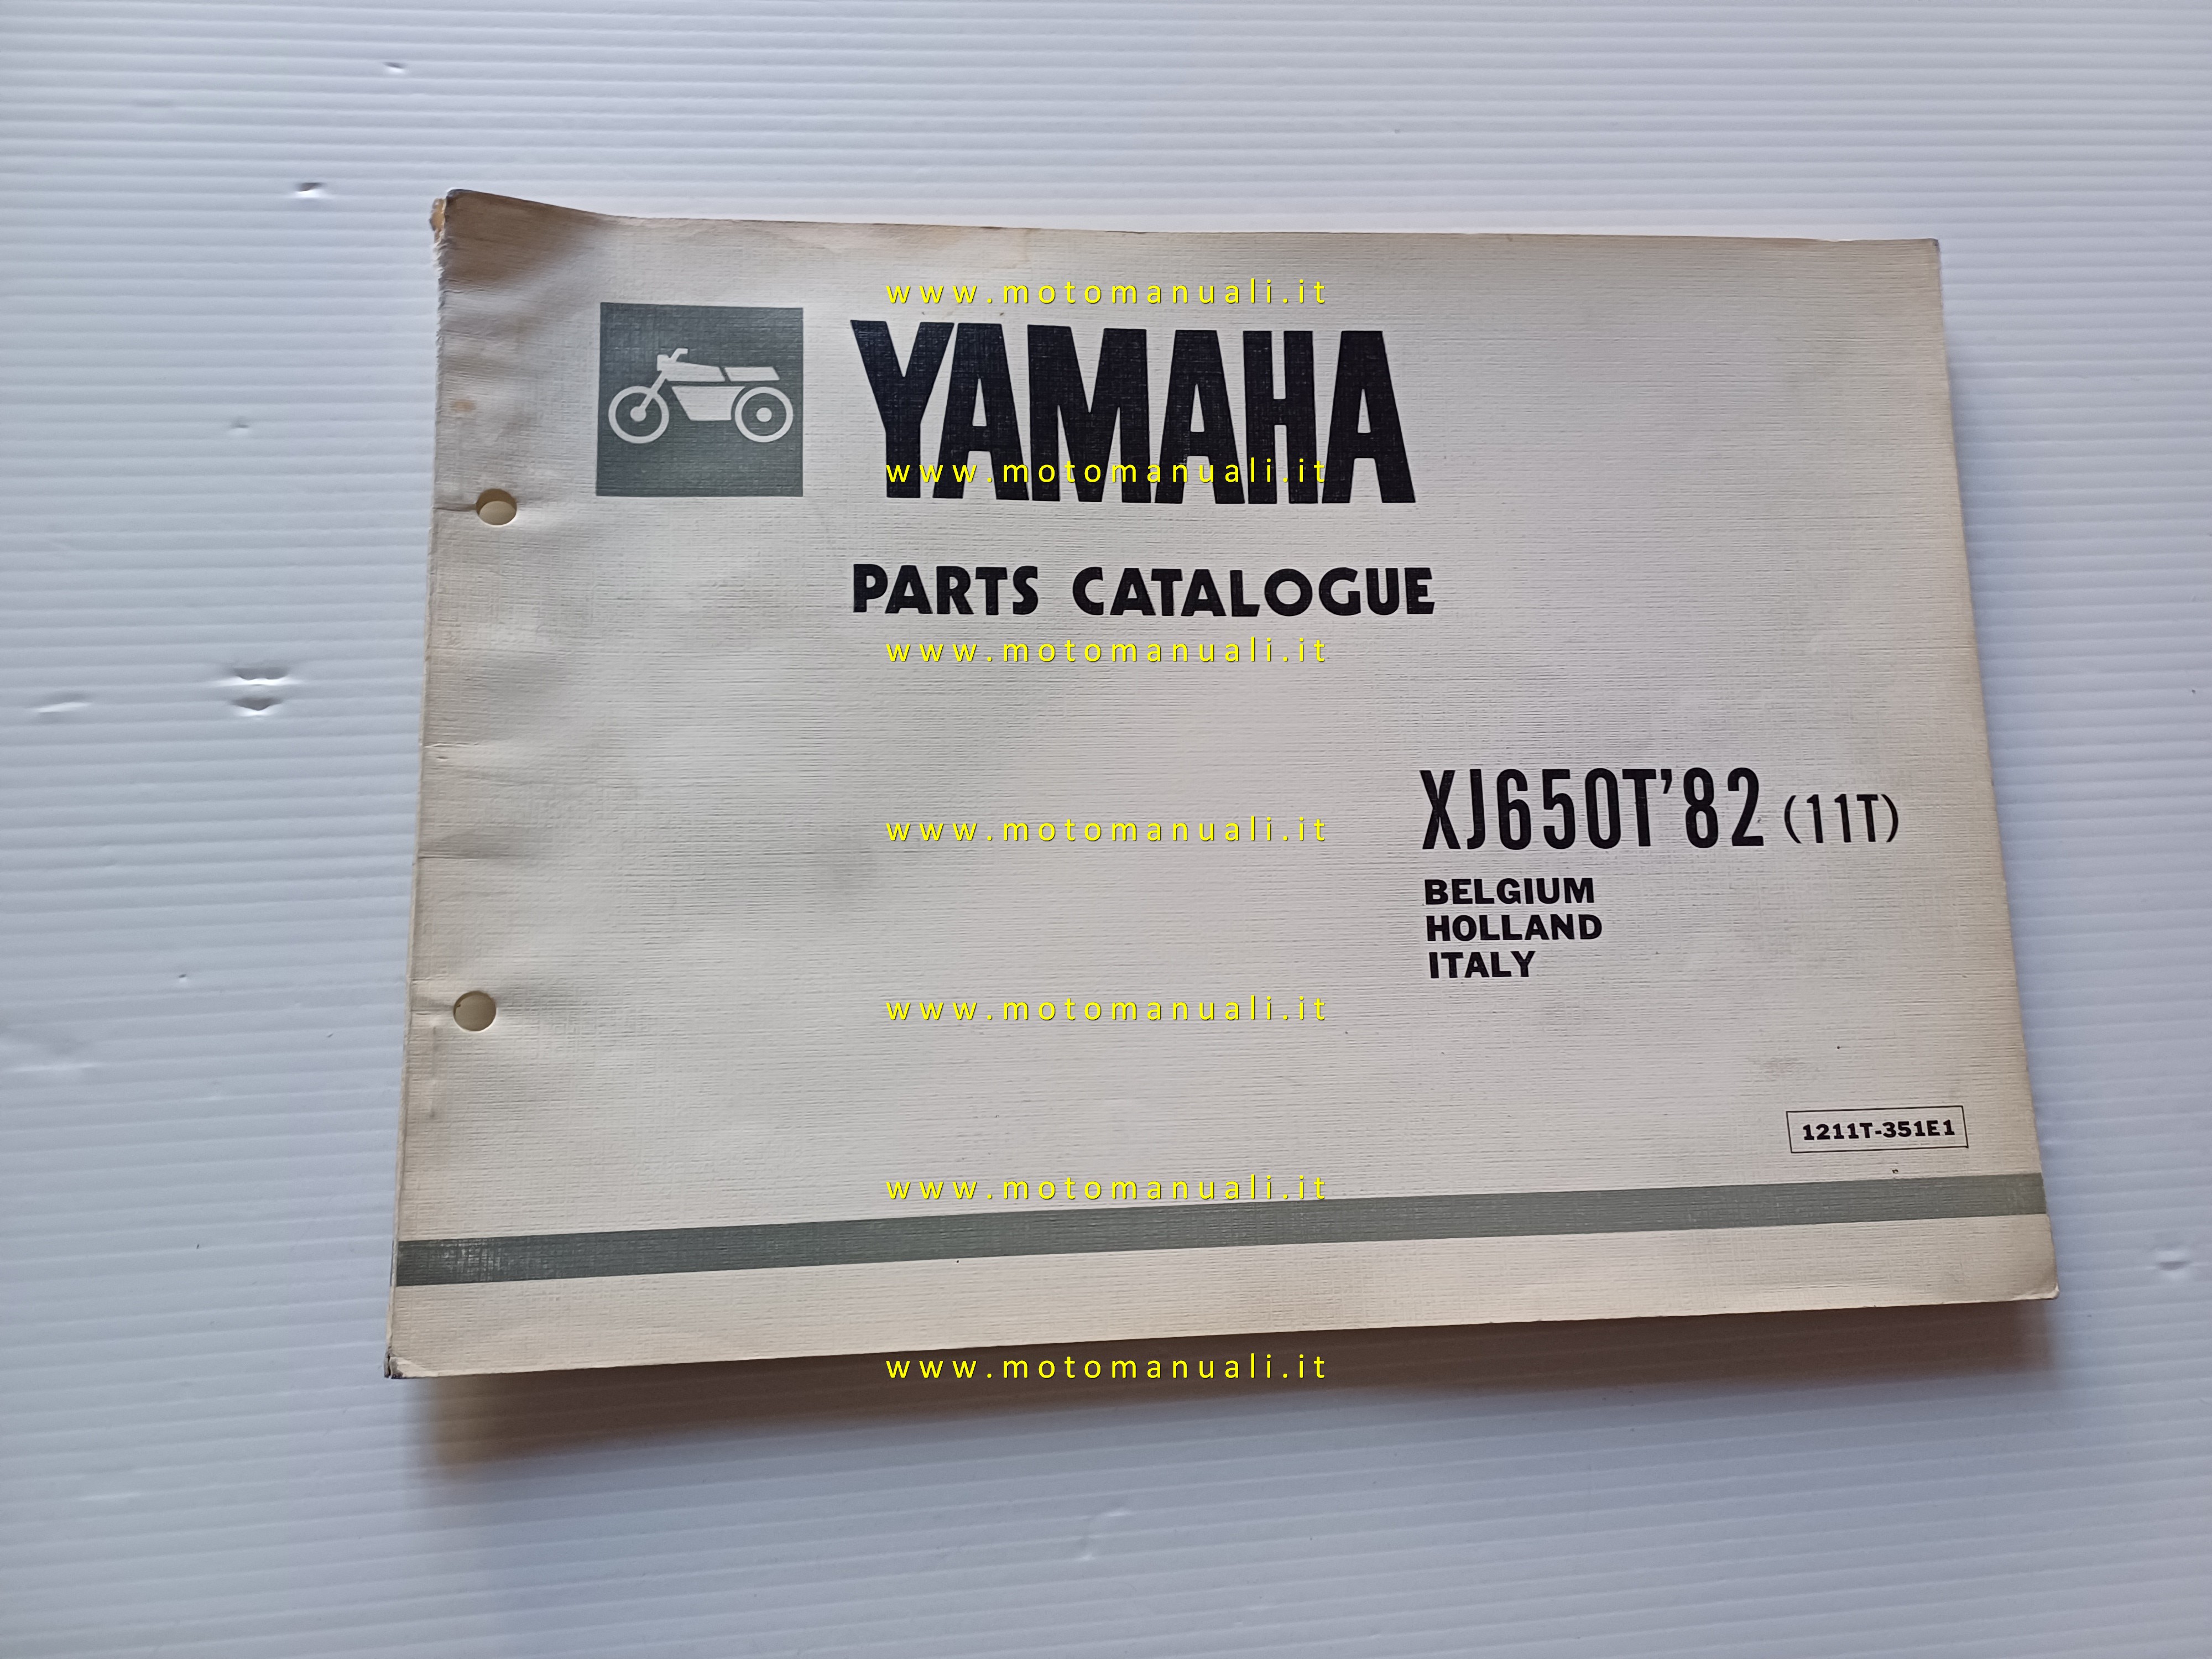 www.motomanuali.it
YAMAHA
www.motomanuali.it
PARTS CATALOGUE
www.motomanuali.it
XJ650T'82 (11T)
www.motomanuali.it
BELGIUM
HOLLAND
ITALY
www.motomanuali.it
1211T-351E1
www.motomanuali.it
www.motomanuali.it